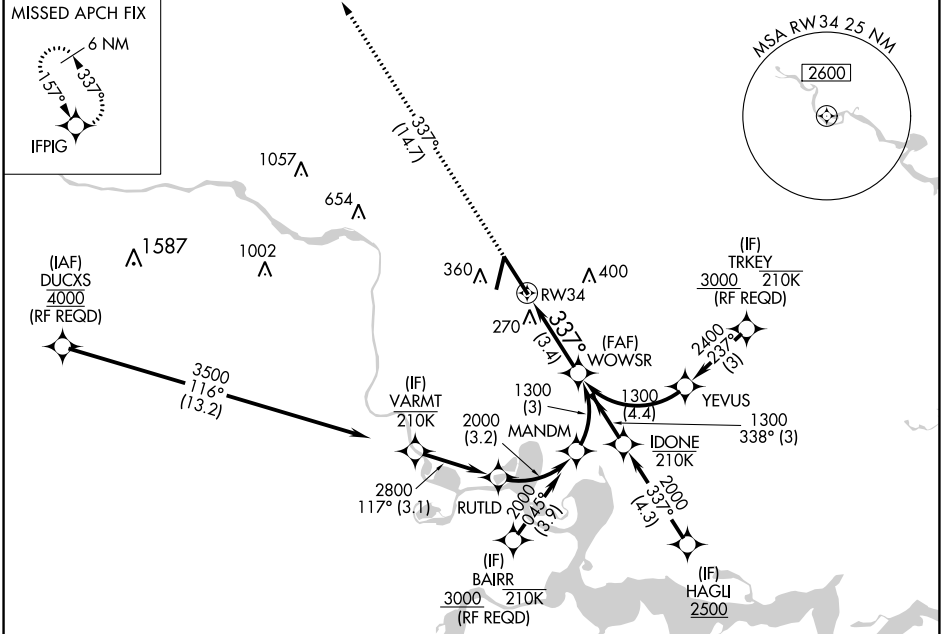 MISSED APCH FIX
6 NM
337°
157°
IFPIG
MSA RW34 25 NM
2600
337°
(14.7)
1057
654
1587
1002
(IAF)
DUCXS
4000
(RF REQD)
360
400
RW34
270
337°
(3.4)
(IF)
TRKEY
3000 210K
(RF REQD)
2400
237°
(3)
(FAF)
WOWSR
YEVUS
3500
116°
(13.2)
(IF)
VARMT
210K
1300
(3)
1300
(4.4)
1300
338° (3)
2000
(3.2)
MANDM
IDONE
210K
2800
117° (3.1)
RUTLD
2000
045°
(3.9)
2000
337°
(4.3)
(IF)
BAIRR
3000 210K
(RF REQD)
(IF)
HAGLI
2500